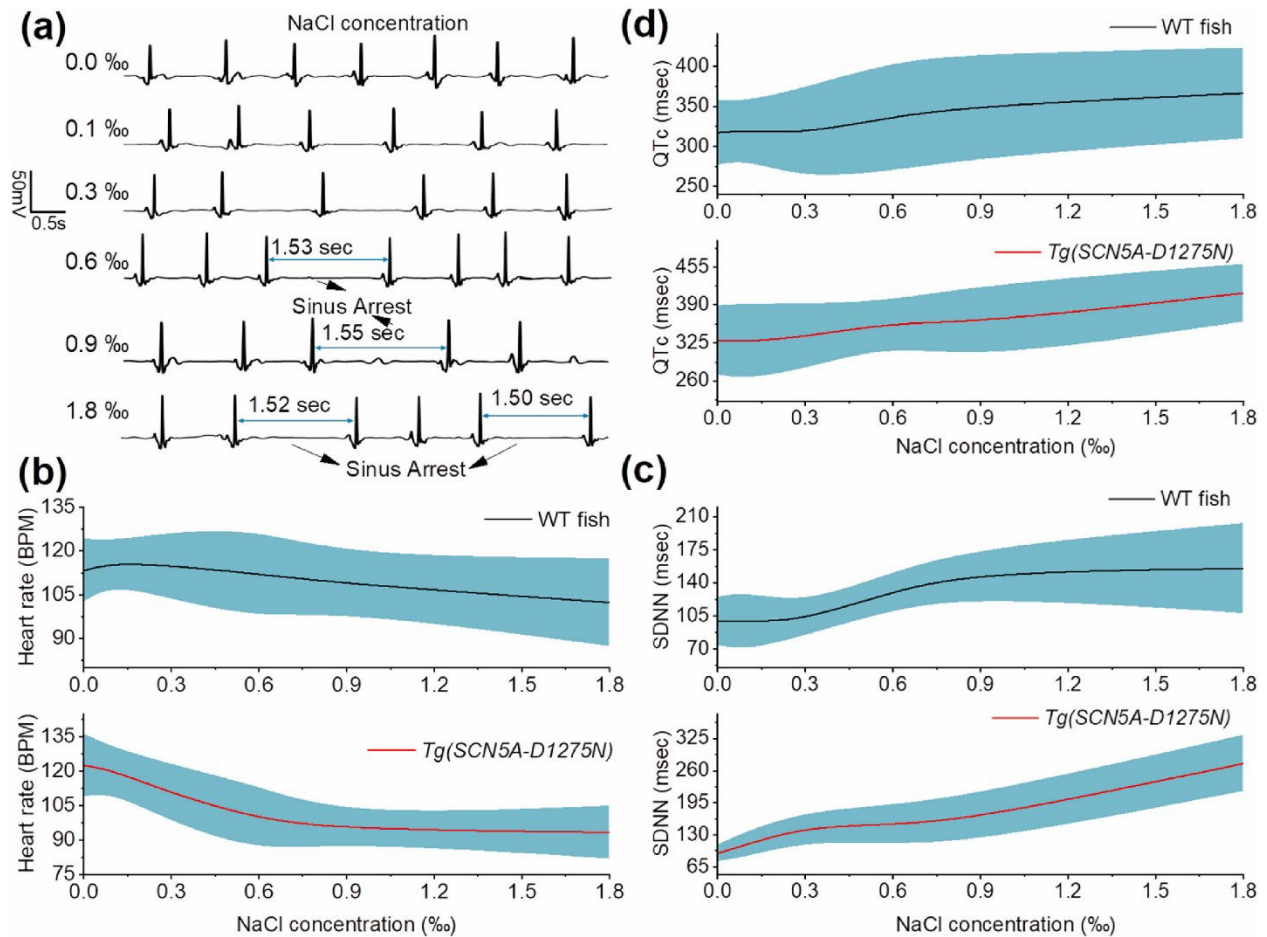 (a)
NaCl concentration
0.0 ‰
0.1 ‰
0.3 ‰
50mV
0.5s
0.6 ‰
1.53 sec
Sinus Arrest
0.9 ‰
1.55 sec
1.8 ‰
1.52 sec
1.50 sec
Sinus Arrest
(d)
WT fish
QTc (msec)
400
350
300
250
0.0 0.3 0.6 0.9 1.2 1.5 1.8
Tg(SCN5A-D1275N)
QTc (msec)
455
390
325
260
0.0 0.3 0.6 0.9 1.2 1.5 1.8
NaCl concentration (‰)
(b)
WT fish
Heart rate (BPM)
135
120
105
90
0.0 0.3 0.6 0.9 1.2 1.5 1.8
Tg(SCN5A-D1275N)
Heart rate (BPM)
135
120
105
90
75
0.0 0.3 0.6 0.9 1.2 1.5 1.8
NaCl concentration (‰)
(c)
WT fish
SDNN (msec)
210
175
140
105
70
0.0 0.3 0.6 0.9 1.2 1.5 1.8
Tg(SCN5A-D1275N)
SDNN (msec)
325
260
195
130
65
0.0 0.3 0.6 0.9 1.2 1.5 1.8
NaCl concentration (‰)